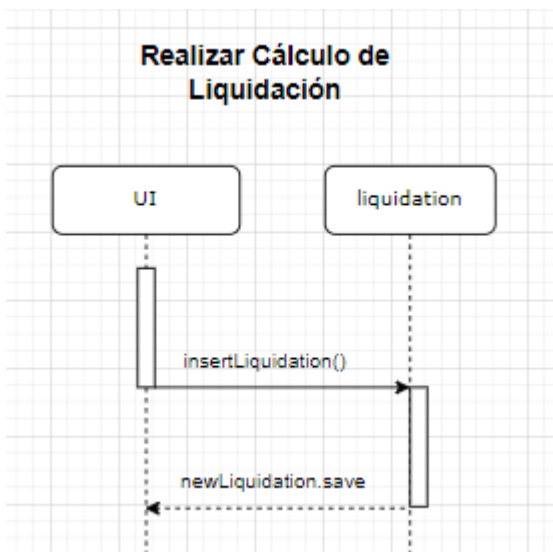 Realizar Cálculo de
Liquidación
UI
liquidation
insertLiquidation()
newLiquidation.save